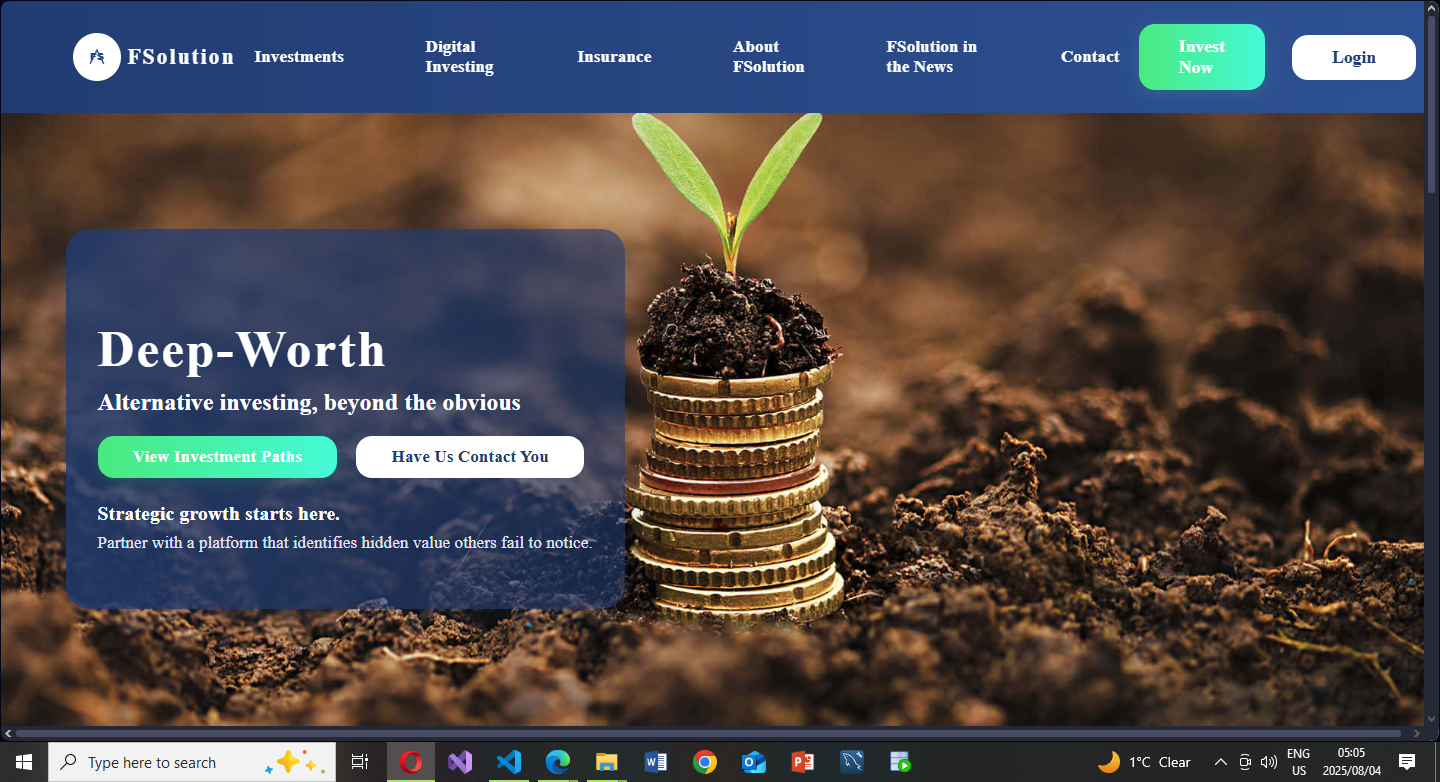 FS FSolution Investments Digital Investing Insurance About FSolution FSolution in the News Contact Invest Now Login
Deep-Worth
Alternative investing, beyond the obvious
View Investment Paths Have Us Contact You
Strategic growth starts here.
Partner with a platform that identifies hidden value others fail to notice.
Type here to search
1°C Clear
ENG
US
05:05
2025/08/04